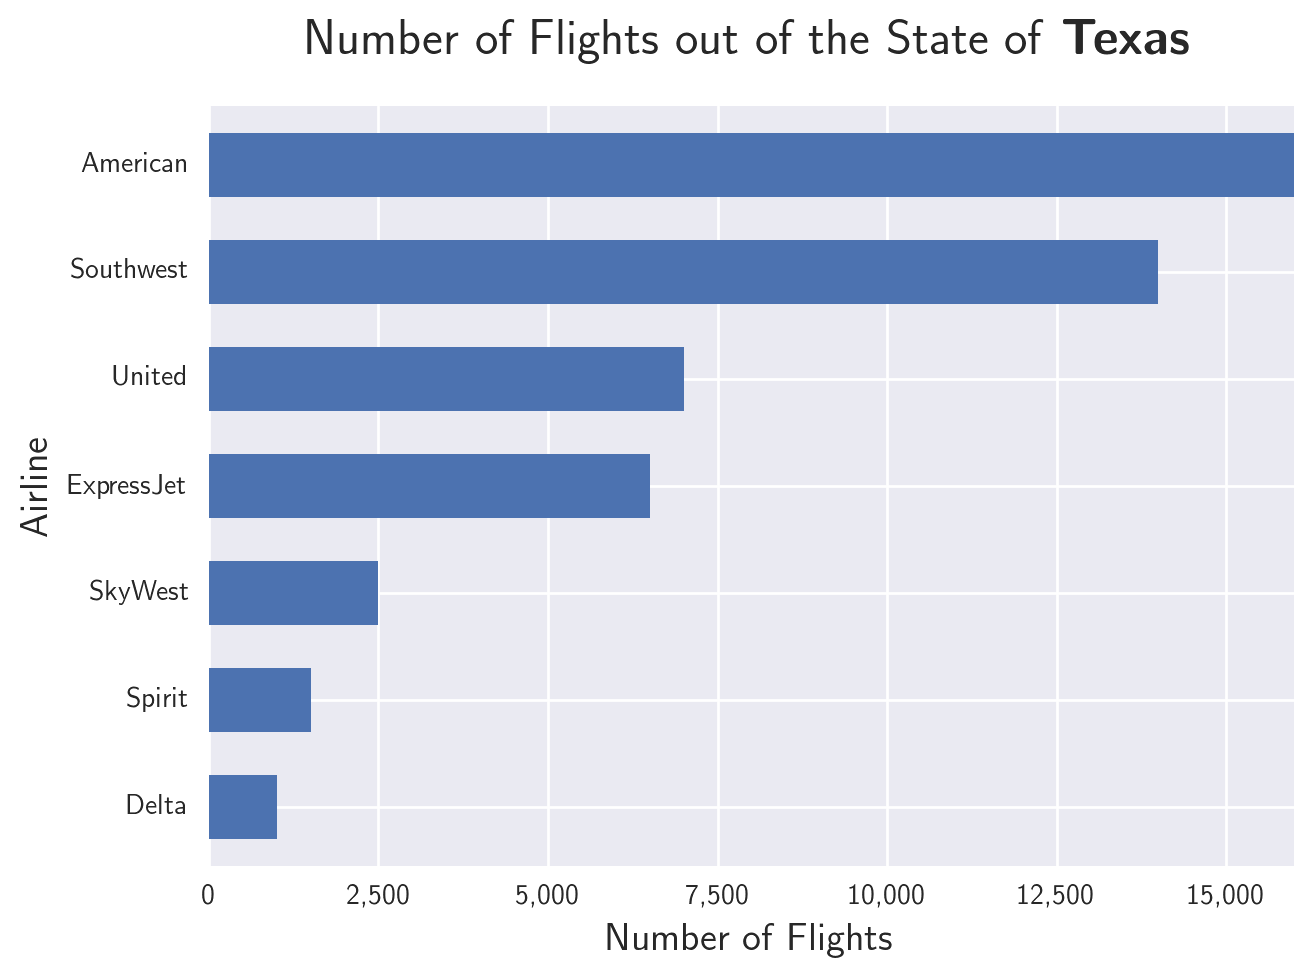 Number of Flights out of the State of Texas
American
Southwest
United
ExpressJet
SkyWest
Spirit
Delta
Airline
0 2,500 5,000 7,500 10,000 12,500 15,000
Number of Flights